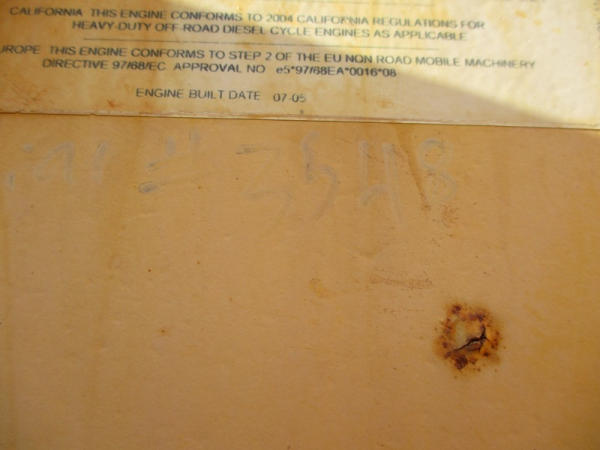 CALIFORNIA THIS ENGINE CONFORMS TO 2004 CALIFORNIA REGULATIONS FOR
HEAVY-DUTY OFF-ROAD DIESEL CYCLE ENGINES AS APPLICABLE
UROPE THIS ENGINE CONFORMS TO STEP 2 OF THE EU NON ROAD MOBILE MACHINERY
DIRECTIVE 97/68/EC APPROVAL NO e5*97/68EA*0016*08
ENGINE BUILT DATE 07-05